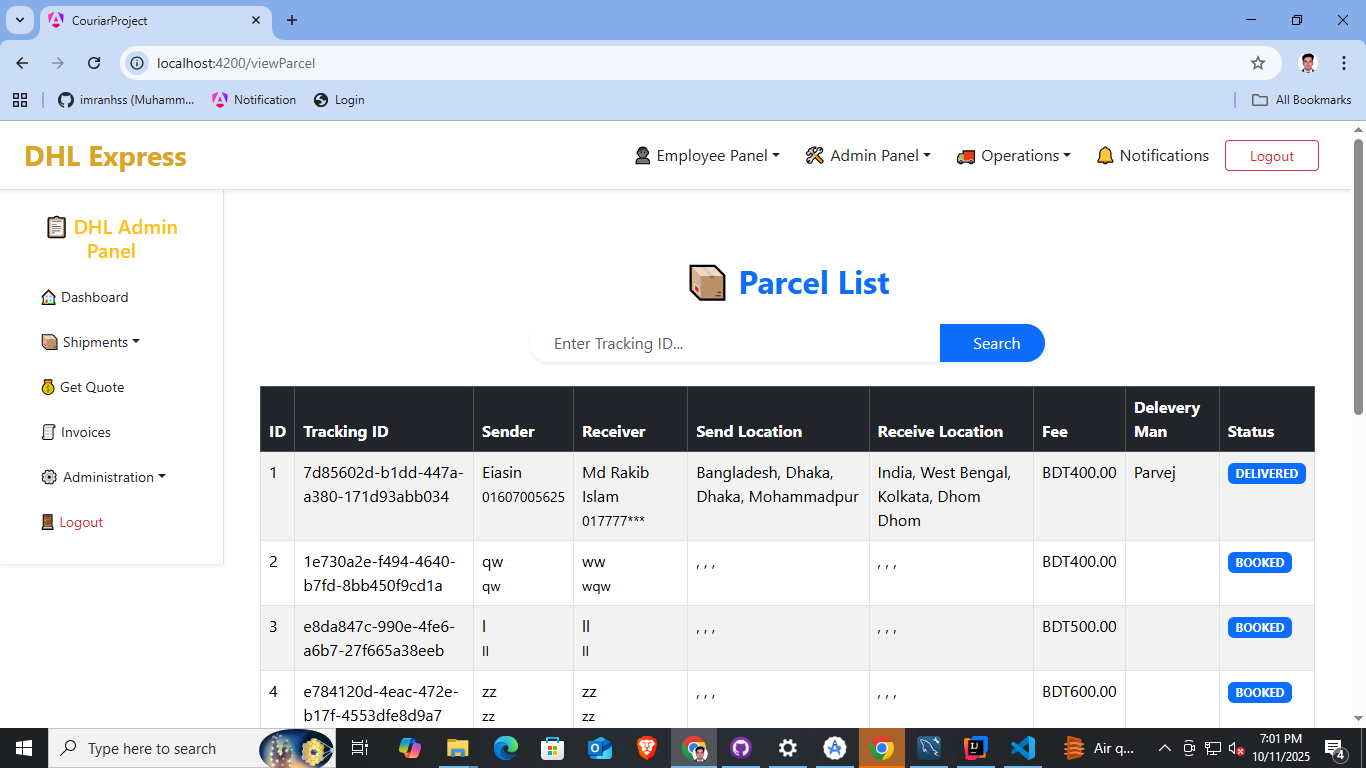 CouriarProject
localhost:4200/viewParcel
imranhss (Muhamm...
Notification
Login
All Bookmarks
DHL Express
Employee Panel
Admin Panel
Operations
Notifications
Logout
DHL Admin
Panel
Dashboard
Shipments
Get Quote
Invoices
Administration
Logout
Parcel List
Enter Tracking ID...
Search
ID Tracking ID Sender Receiver Send Location Receive Location Fee Delevery Man Status
1 7d85602d-b1dd-447a- Eiasin Md Rakib Bangladesh, Dhaka, India, West Bengal, BDT400.00 Parvej DELIVERED
a380-171d93abb034 01607005625 Islam Dhaka, Mohammadpur Kolkata, Dhom
017777*** Dhom
2 1e730a2e-f494-4640- qw ww , , , , , , BDT400.00 BOOKED
b7fd-8bb450f9cd1a qw wqw
3 e8da847c-990e-4fe6- l ll , , , , , , BDT500.00 BOOKED
a6b7-27f665a38eeb ll ll
4 e784120d-4eac-472e- zz zz , , , , , , BDT600.00 BOOKED
b17f-4553dfe8d9a7 zz zz
Type here to search
Air q...
7:01 PM
10/11/2025
4